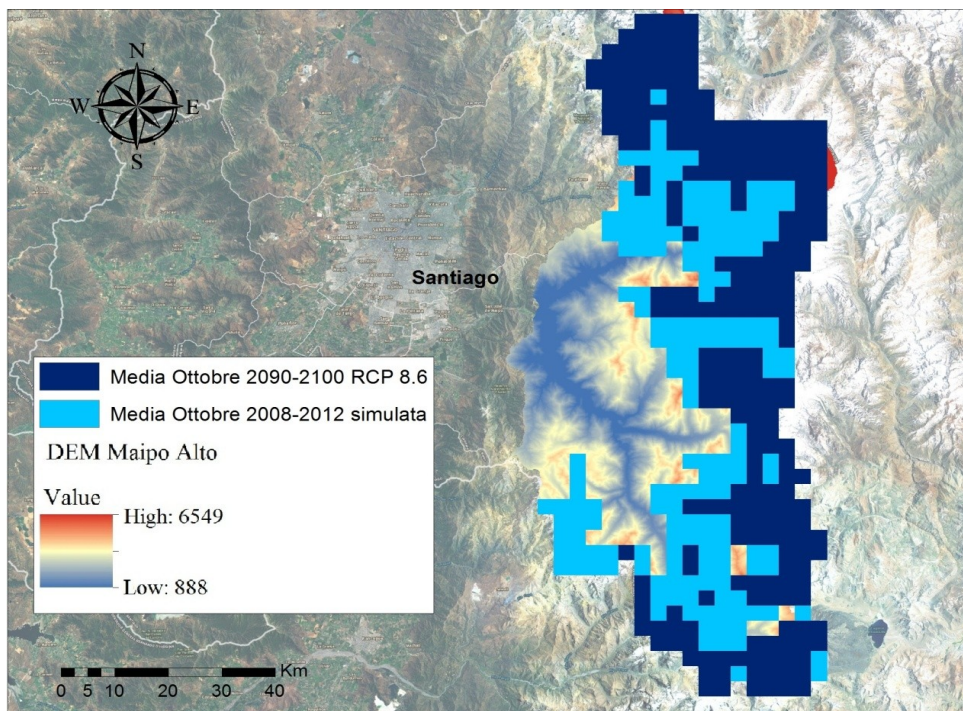 N
W E
S
Santiago
Media Ottobre 2090-2100 RCP 8.6
Media Ottobre 2008-2012 simulata
DEM Maipo Alto
Value
High: 6549
Low: 888
Km
0 5 10 20 30 40